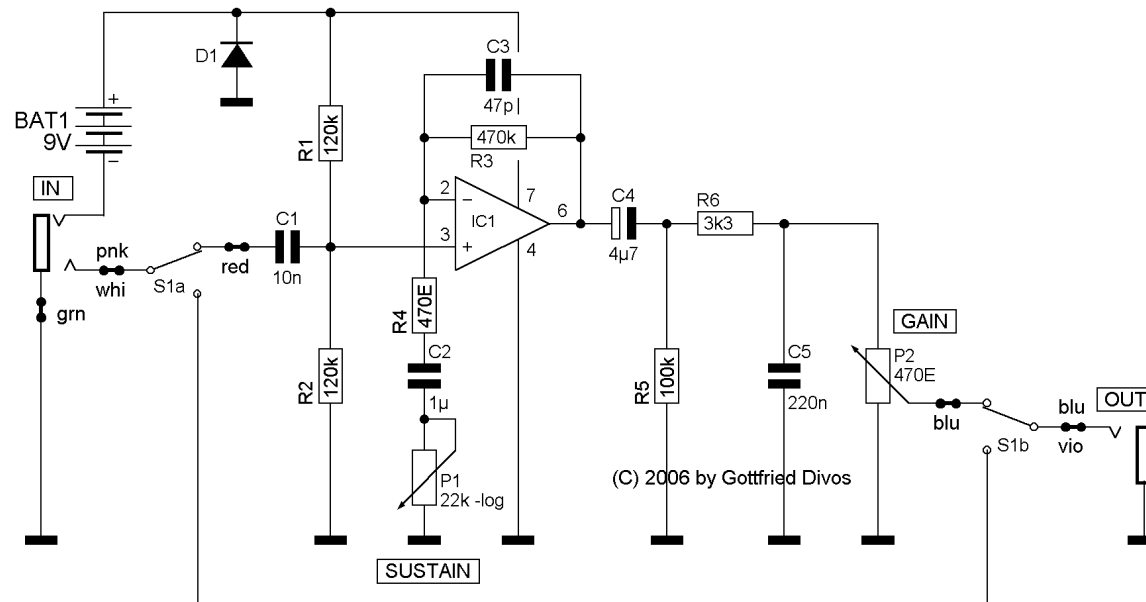 C3
D1
47p
+
BAT1
9V
−
R1
120k
470k
R3
IN
2
−
7
IC1
6
3
+
4
C4
4µ7
R6
3k3
C1
10n
pnk
whi
S1a
red
grn
R4
470E
C2
1µ
R2
120k
R5
100k
C5
220n
GAIN
P2
470E
blu
S1b
blu
vio
OUT
P1
22k -log
(C) 2006 by Gottfried Divos
SUSTAIN